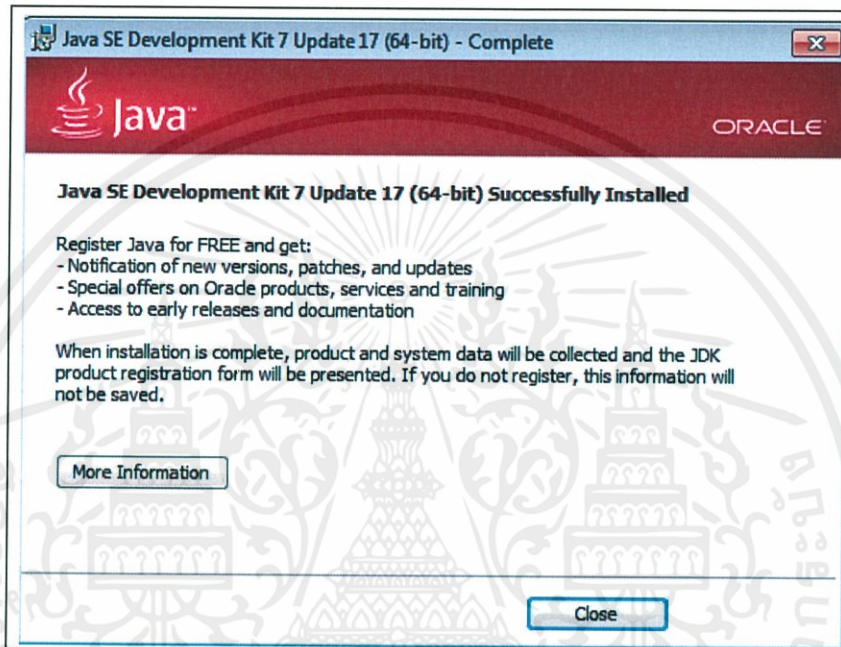 Java SE Development Kit 7 Update 17 (64-bit) - Complete
Java™
ORACLE
Java SE Development Kit 7 Update 17 (64-bit) Successfully Installed
Register Java for FREE and get:
- Notification of new versions, patches, and updates
- Special offers on Oracle products, services and training
- Access to early releases and documentation
When installation is complete, product and system data will be collected and the JDK
product registration form will be presented. If you do not register, this information will
not be saved.
More Information
Close